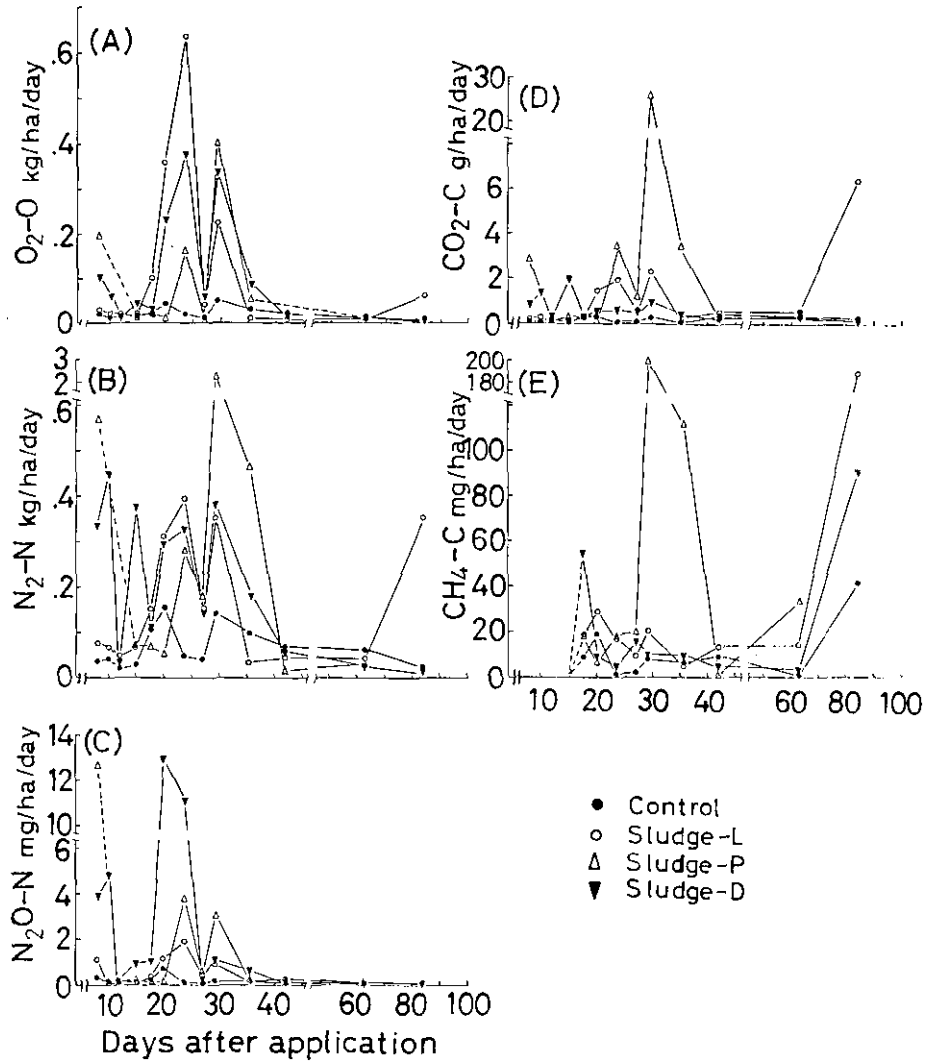 (A)
O₂-O kg/ha/day
.6
.4
.2
0
(B)
N₂-N kg/ha/day
3
2
.6
.4
.2
0
(C)
N₂O-N mg/ha/day
14
12
10
6
4
2
0
10 20 30 40 60 80 100
Days after application
(D)
CO₂-C g/ha/day
30
20
6
4
2
0
(E)
CH₄-C mg/ha/day
200
180
100
80
60
40
20
0
10 20 30 40 60 80 100
Control
Sludge-L
Sludge-P
Sludge-D